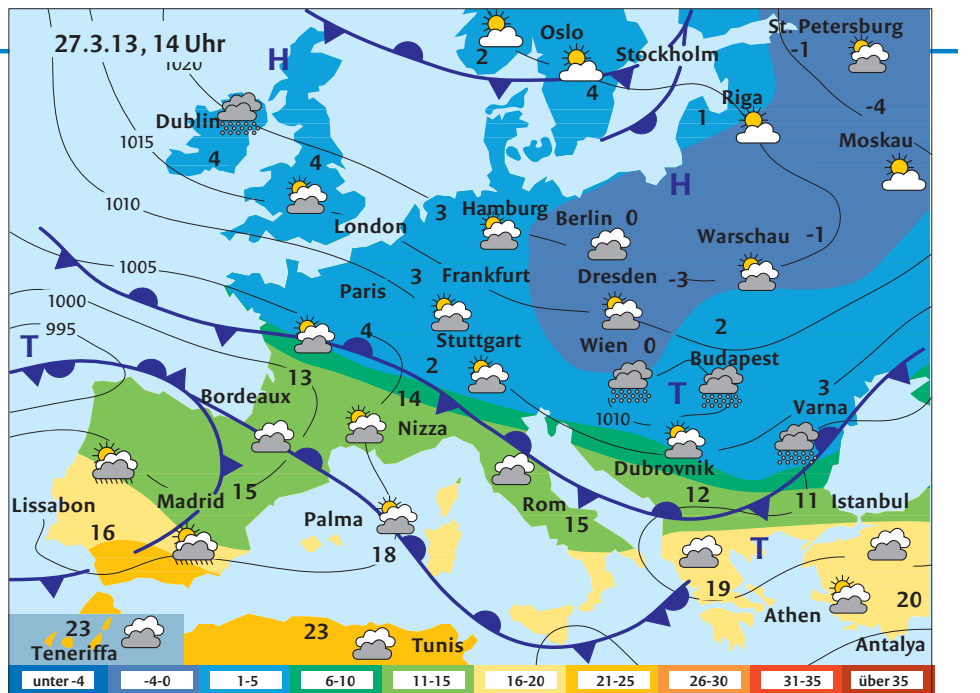 St. Petersburg
27.3.13, 14 Uhr
Oslo
-1
H
2
Stockholm
1020
4
Riga
-4
Dublin
1
1015
Moskau
4
4
H
1010
3
Hamburg
Berlin 0
London
Warschau -1
1005
3
Frankfurt
Dresden -3
1000
Paris
995
4
Stuttgart
2
T
Wien 0
Budapest
13
2
T
3
Bordeaux
14
1010
Varna
Nizza
Dubrovnik
15
12
11
Istanbul
Lissabon
Madrid
Rom
16
Palma
15
18
T
19
20
23
23
Athen
Teneriffa
Tunis
Antalya
unter -4
-4-0
1-5
6-10
11-15
16-20
21-25
26-30
31-35
über 35